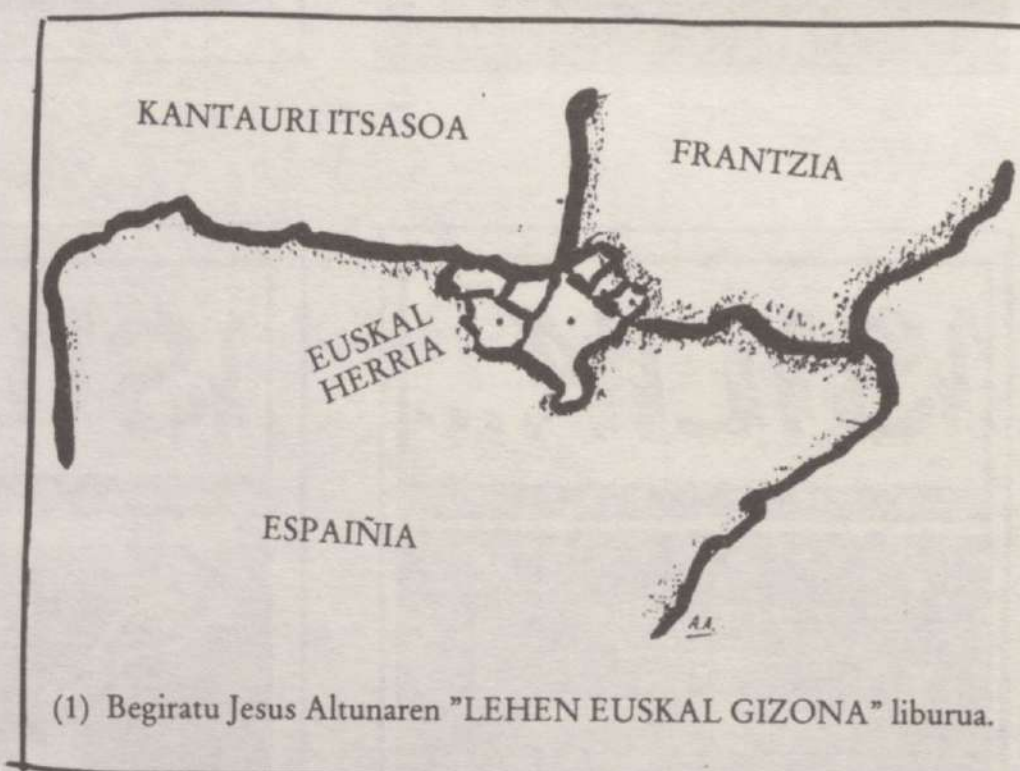 KANTAURI ITSASOA
FRANTZIA
EUSKAL
HERRIA
ESPAIÑIA
A.A.
(1) Begiratu Jesus Altunaren "LEHEN EUSKAL GIZONA" liburua.